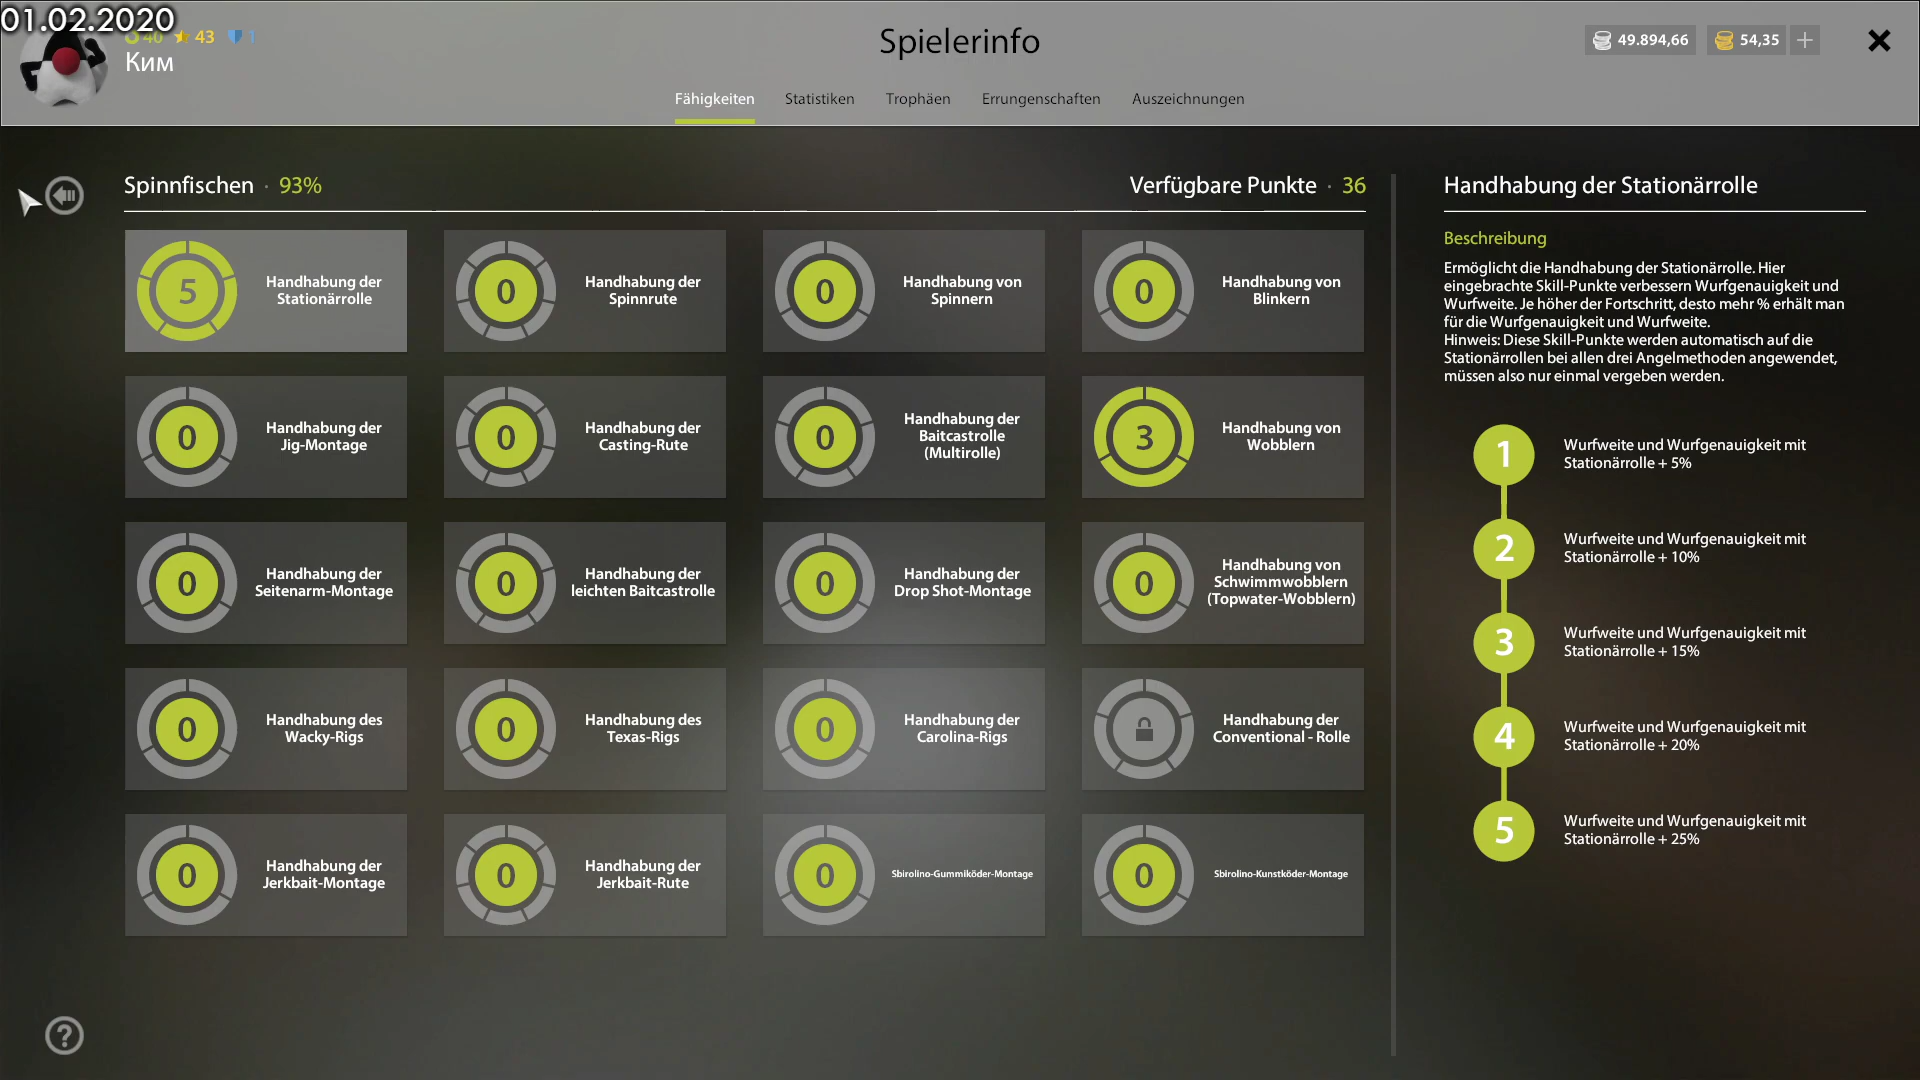 01.02.2020
40 43 1
Ким
Spielerinfo
49.894,66
54,35
Fähigkeiten
Statistiken
Trophäen
Errungenschaften
Auszeichnungen
Spinnfischen · 93%
Verfügbare Punkte · 36
5
Handhabung der
Stationärrolle
0
Handhabung der
Spinnrute
0
Handhabung von
Spinnern
0
Handhabung von
Blinkern
0
Handhabung der
Jig-Montage
0
Handhabung der
Casting-Rute
0
Handhabung der
Baitcastrolle
(Multirolle)
3
Handhabung von
Wobblern
0
Handhabung der
Seitenarm-Montage
0
Handhabung der
leichten Baitcastrolle
0
Handhabung der
Drop Shot-Montage
0
Handhabung von
Schwimmwobblern
(Topwater-Wobblern)
0
Handhabung des
Wacky-Rigs
0
Handhabung des
Texas-Rigs
0
Handhabung der
Carolina-Rigs
Handhabung der
Conventional - Rolle
0
Handhabung der
Jerkbait-Montage
0
Handhabung der
Jerkbait-Rute
0
Sbirolino-Gummiköder-Montage
0
Sbirolino-Kunstköder-Montage
Handhabung der Stationärrolle
Beschreibung
Ermöglicht die Handhabung der Stationärrolle. Hier
eingebrachte Skill-Punkte verbessern Wurfgenauigkeit und
Wurfweite. Je höher der Fortschritt, desto mehr % erhält man
für die Wurfgenauigkeit und Wurfweite.
Hinweis: Diese Skill-Punkte werden automatisch auf die
Stationärrollen bei allen drei Angelmethoden angewendet,
müssen also nur einmal vergeben werden.
1
Wurfweite und Wurfgenauigkeit mit
Stationärrolle + 5%
2
Wurfweite und Wurfgenauigkeit mit
Stationärrolle + 10%
3
Wurfweite und Wurfgenauigkeit mit
Stationärrolle + 15%
4
Wurfweite und Wurfgenauigkeit mit
Stationärrolle + 20%
5
Wurfweite und Wurfgenauigkeit mit
Stationärrolle + 25%
?